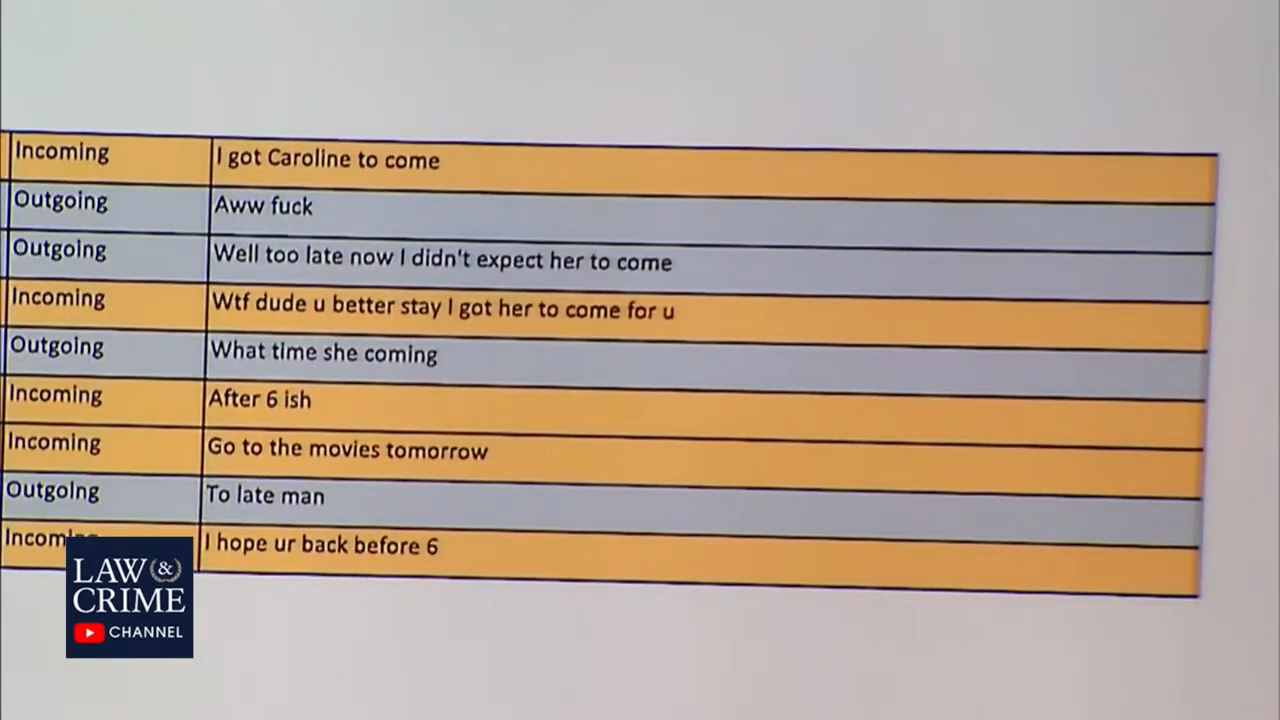 Incoming I got Caroline to come
Outgoing Aww fuck
Outgoing Well too late now I didn't expect her to come
Incoming Wtf dude u better stay I got her to come for u
Outgoing What time she coming
Incoming After 6 ish
Incoming Go to the movies tomorrow
Outgoing To late man
Incoming I hope ur back before 6
LAW &
CRIME
CHANNEL